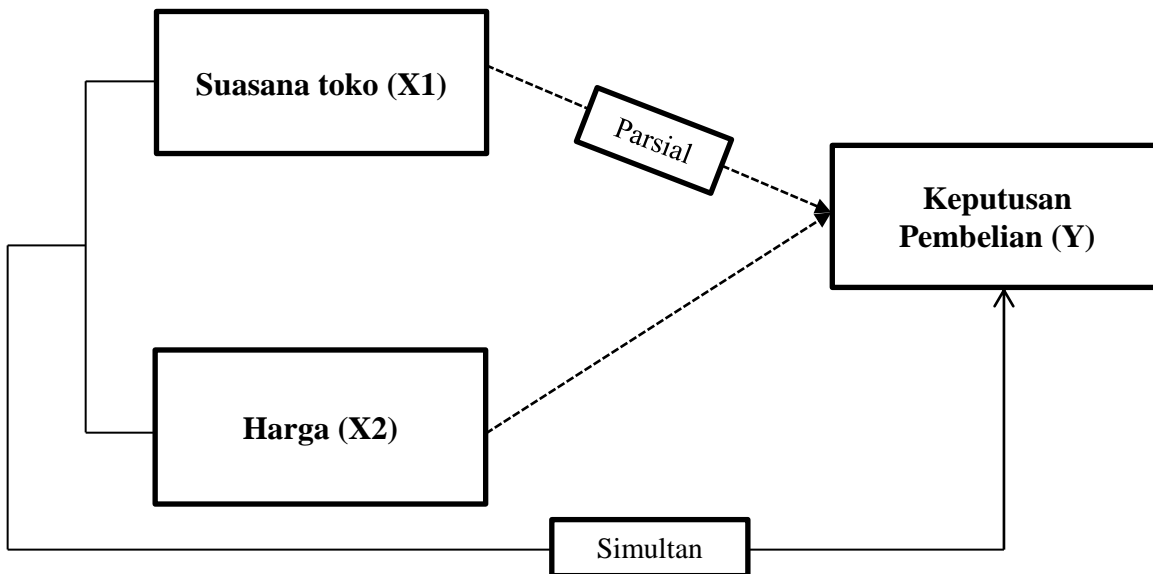 Suasana toko (X1)
Parsial
Keputusan
Pembelian (Y)
Harga (X2)
Simultan